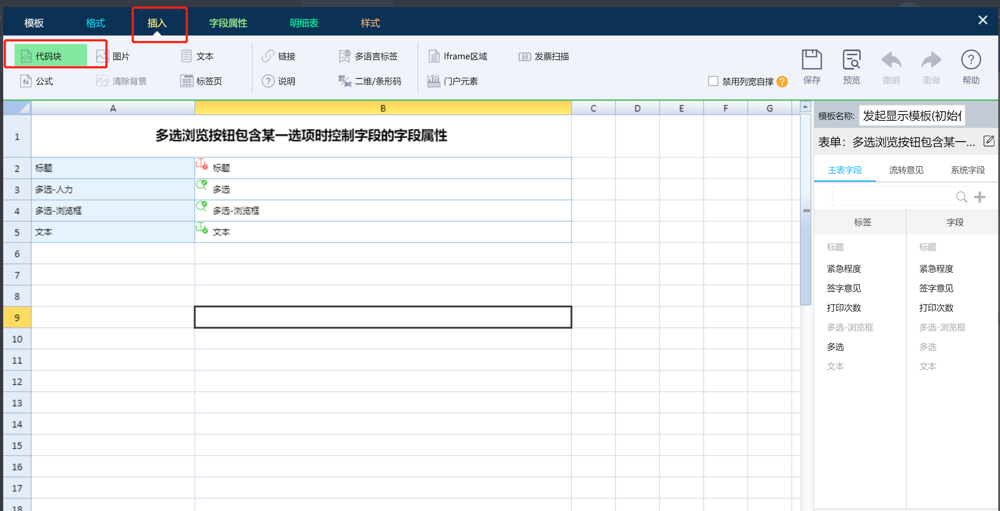 模板 格式 插入 字段属性 明细表 样式
代码块 图片 文本 链接 多语言标签 Iframe区域 发票扫描
公式 清除背景 标签页 说明 二维/条形码 门户元素 禁用列宽自撑 ? 保存 预览 撤销 重做 帮助
A B C D E F G
模板名称: 发起显示模板(初始
1 多选浏览按钮包含某一选项时控制字段的字段属性
表单：多选浏览按钮包含某一...
2 标题 标题
主表字段 流转意见 系统字段
3 多选-人力 多选
4 多选-浏览框 多选-浏览框
标签 字段
5 文本 文本
标题 标题
6
紧急程度 紧急程度
7
签字意见 签字意见
8
打印次数 打印次数
9
多选-浏览框 多选-浏览框
10
多选 多选
11
文本 文本
12
13
14
15
16
17
18